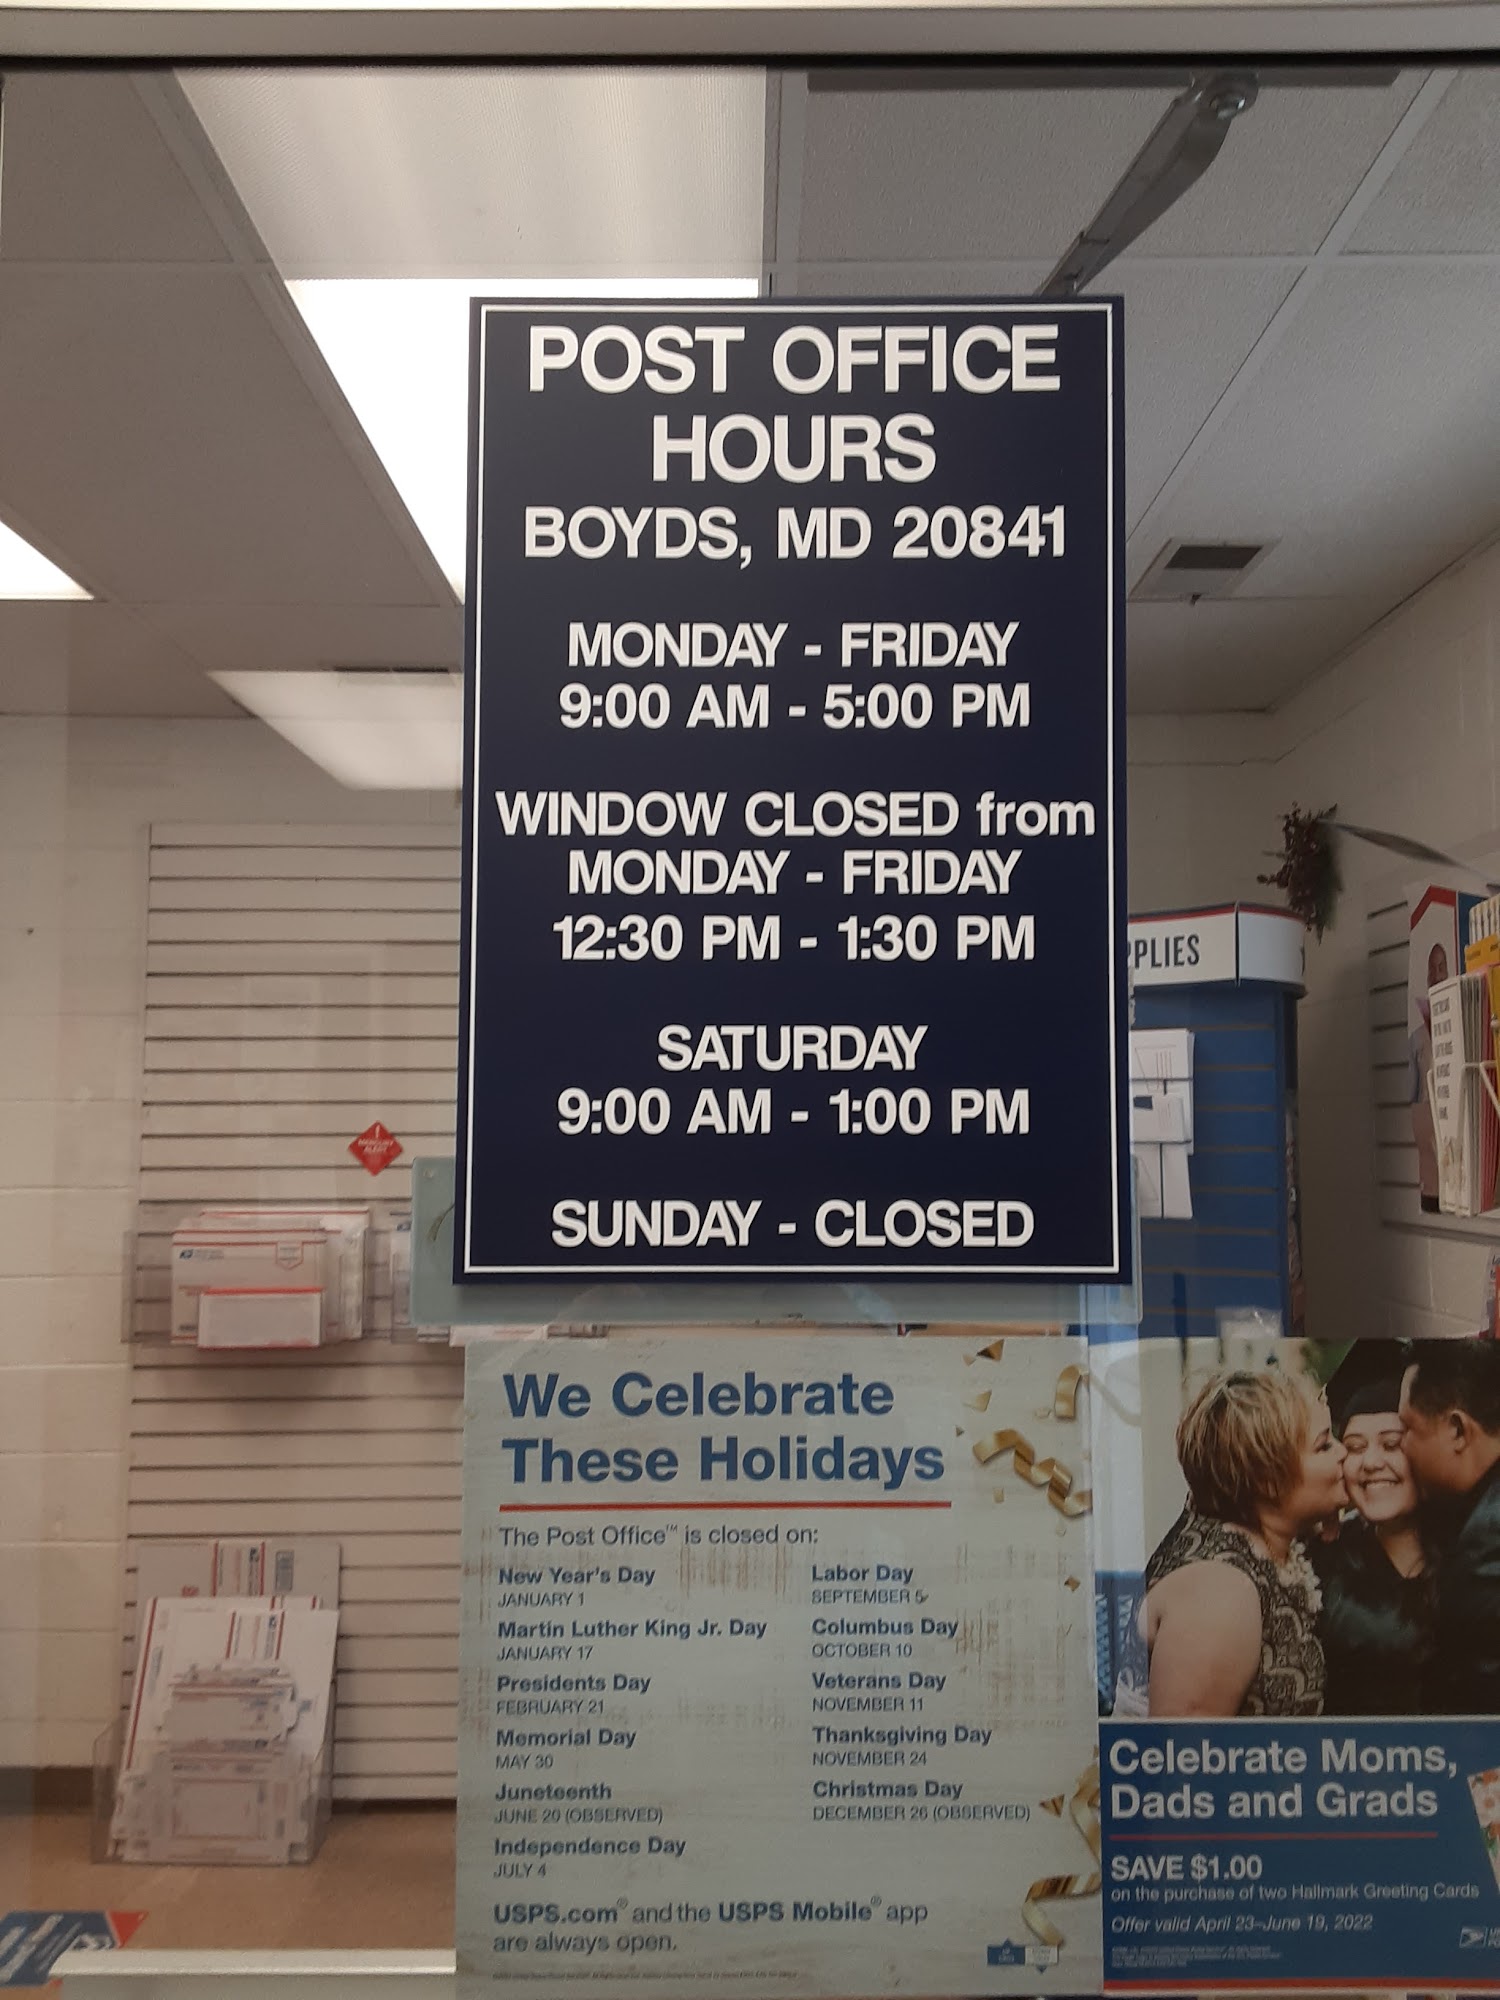 POST OFFICE
HOURS
BOYDS, MD 20841
MONDAY - FRIDAY
9:00 AM - 5:00 PM
WINDOW CLOSED from
MONDAY - FRIDAY
12:30 PM - 1:30 PM
SATURDAY
9:00 AM - 1:00 PM
SUNDAY - CLOSED
PPLIES
We Celebrate
These Holidays
The Post Office™ is closed on:
New Year's Day
JANUARY 1
Martin Luther King Jr. Day
JANUARY 17
Presidents Day
FEBRUARY 21
Memorial Day
MAY 30
Juneteenth
JUNE 20 (OBSERVED)
Independence Day
JULY 4
Labor Day
SEPTEMBER 5
Columbus Day
OCTOBER 10
Veterans Day
NOVEMBER 11
Thanksgiving Day
NOVEMBER 24
Christmas Day
DECEMBER 26 (OBSERVED)
USPS.com® and the USPS Mobile® app
are always open.
Celebrate Moms,
Dads and Grads
SAVE $1.00
on the purchase of two Hallmark Greeting Cards
Offer valid April 23–June 19, 2022